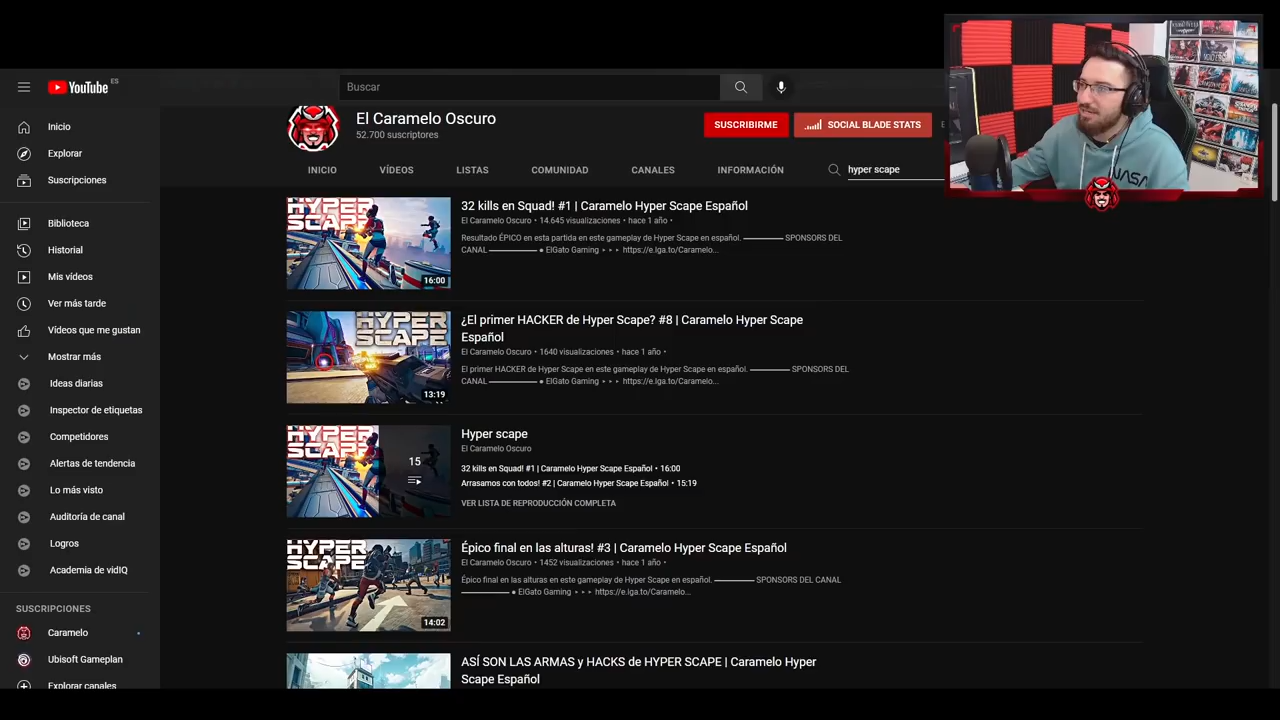 YouTube ES
Buscar
El Caramelo Oscuro
52.700 suscriptores
SUSCRIBIRME
SOCIAL BLADE STATS
INICIO
VÍDEOS
LISTAS
COMUNIDAD
CANALES
INFORMACIÓN
hyper scape
NASA
Inicio
Explorar
Suscripciones
Biblioteca
Historial
Mis vídeos
Ver más tarde
Vídeos que me gustan
Mostrar más
Ideas diarias
Inspector de etiquetas
Competidores
Alertas de tendencia
Lo más visto
Auditoría de canal
Logros
Academia de vidIQ
SUSCRIPCIONES
Caramelo
Ubisoft Gameplan
Explorar canales
HYPER
SCAPE
16:00
32 kills en Squad! #1 | Caramelo Hyper Scape Español
El Caramelo Oscuro • 14.645 visualizaciones • hace 1 año •
Resultado ÉPICO en esta partida en este gameplay de Hyper Scape en español. ————— SPONSORS DEL
CANAL ————— ● ElGato Gaming ►►► https://e.lga.to/Caramelo...
HYPER
SCAPE
13:19
¿El primer HACKER de Hyper Scape? #8 | Caramelo Hyper Scape
Español
El Caramelo Oscuro • 1640 visualizaciones • hace 1 año •
El primer HACKER de Hyper Scape en este gameplay de Hyper Scape en español. ————— SPONSORS DEL
CANAL ————— ● ElGato Gaming ►►► https://e.lga.to/Caramelo...
HYPER
SCAPE
15
Hyper scape
El Caramelo Oscuro
32 kills en Squad! #1 | Caramelo Hyper Scape Español • 16:00
Arrasamos con todos! #2 | Caramelo Hyper Scape Español • 15:19
VER LISTA DE REPRODUCCIÓN COMPLETA
HYPER
SCAPE
14:02
Épico final en las alturas! #3 | Caramelo Hyper Scape Español
El Caramelo Oscuro • 1452 visualizaciones • hace 1 año •
Épico final en las alturas en este gameplay de Hyper Scape en español. ————— SPONSORS DEL CANAL
————— ● ElGato Gaming ►►► https://e.lga.to/Caramelo...
ASÍ SON LAS ARMAS y HACKS de HYPER SCAPE | Caramelo Hyper
Scape Español